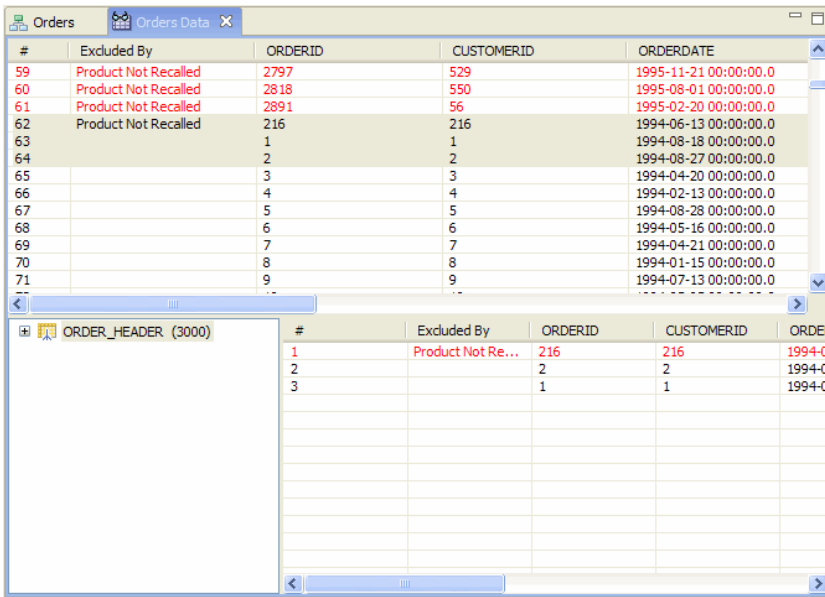 Orders Orders Data
# Excluded By ORDERID CUSTOMERID ORDERDATE
59 Product Not Recalled 2797 529 1995-11-21 00:00:00.0
60 Product Not Recalled 2818 550 1995-08-01 00:00:00.0
61 Product Not Recalled 2891 56 1995-02-20 00:00:00.0
62 Product Not Recalled 216 216 1994-06-13 00:00:00.0
63 1 1 1994-08-18 00:00:00.0
64 2 2 1994-08-27 00:00:00.0
65 3 3 1994-04-20 00:00:00.0
66 4 4 1994-02-13 00:00:00.0
67 5 5 1994-08-28 00:00:00.0
68 6 6 1994-05-16 00:00:00.0
69 7 7 1994-04-21 00:00:00.0
70 8 8 1994-01-15 00:00:00.0
71 9 9 1994-07-13 00:00:00.0
ORDER_HEADER (3000)
# Excluded By ORDERID CUSTOMERID ORDE
1 Product Not Re... 216 216 1994-0
2 2 2 1994-0
3 1 1 1994-0